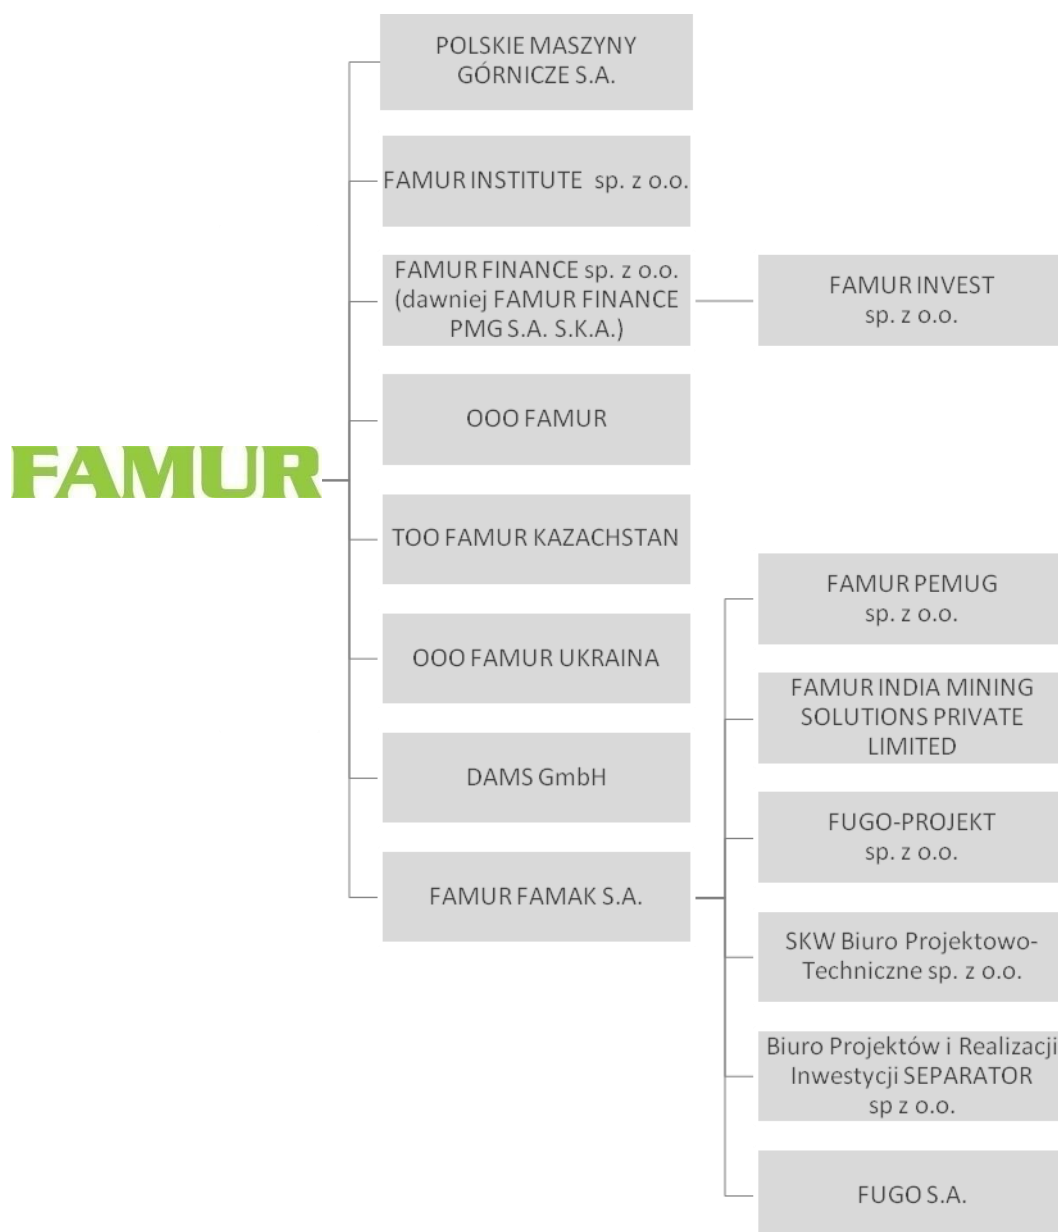 POLSKIE MASZYNY
GÓRNICZE S.A.
FAMUR INSTITUTE sp. z o.o.
FAMUR FINANCE sp. z o.o.
(dawniej FAMUR FINANCE
PMG S.A. S.K.A.)
FAMUR INVEST
sp. z o.o.
OOO FAMUR
FAMUR
TOO FAMUR KAZACHSTAN
OOO FAMUR UKRAINA
DAMS GmbH
FAMUR FAMAK S.A.
FAMUR PEMUG
sp. z o.o.
FAMUR INDIA MINING
SOLUTIONS PRIVATE
LIMITED
FUGO-PROJEKT
sp. z o.o.
SKW Biuro Projektowo-
Techniczne sp. z o.o.
Biuro Projektów i Realizacji
Inwestycji SEPARATOR
sp z o.o.
FUGO S.A.